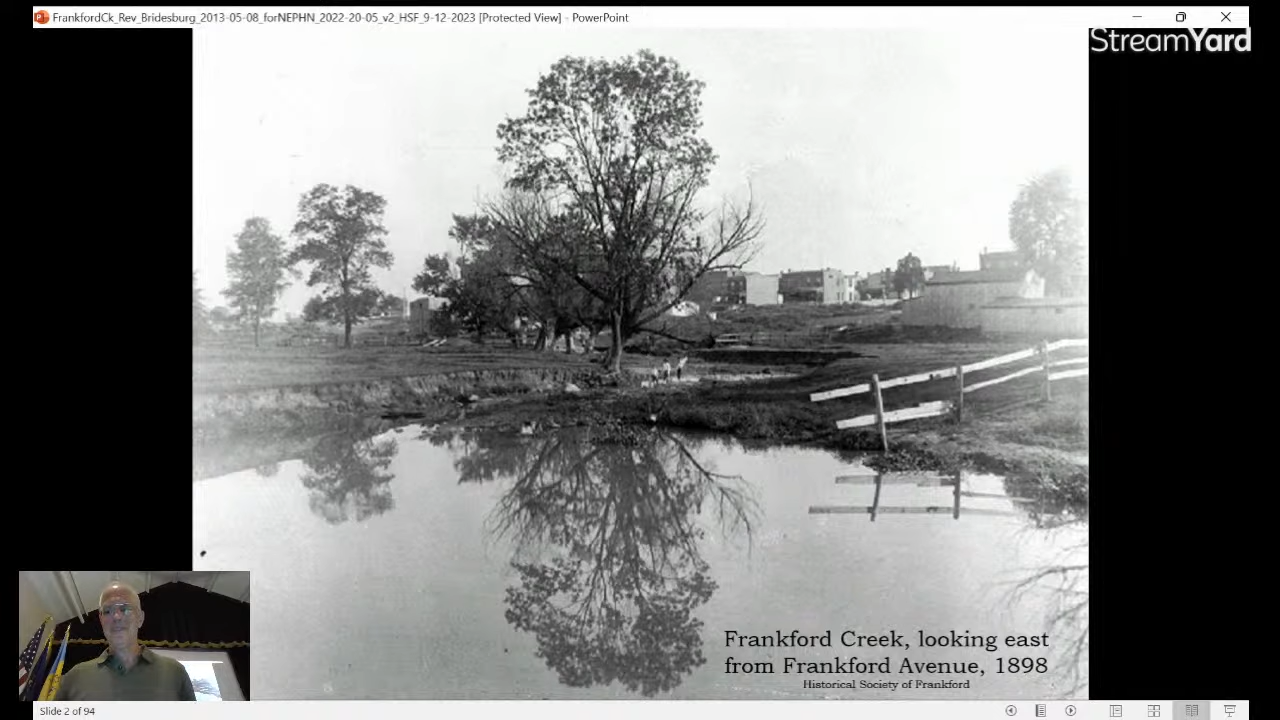 FrankfordCk_Rev_Bridesburg_2013-05-08_forNEPHN_2022-20-05_v2_HSF_9-12-2023 [Protected View] - PowerPoint
StreamYard
Frankford Creek, looking east
from Frankford Avenue, 1898
Historical Society of Frankford
Slide 2 of 94